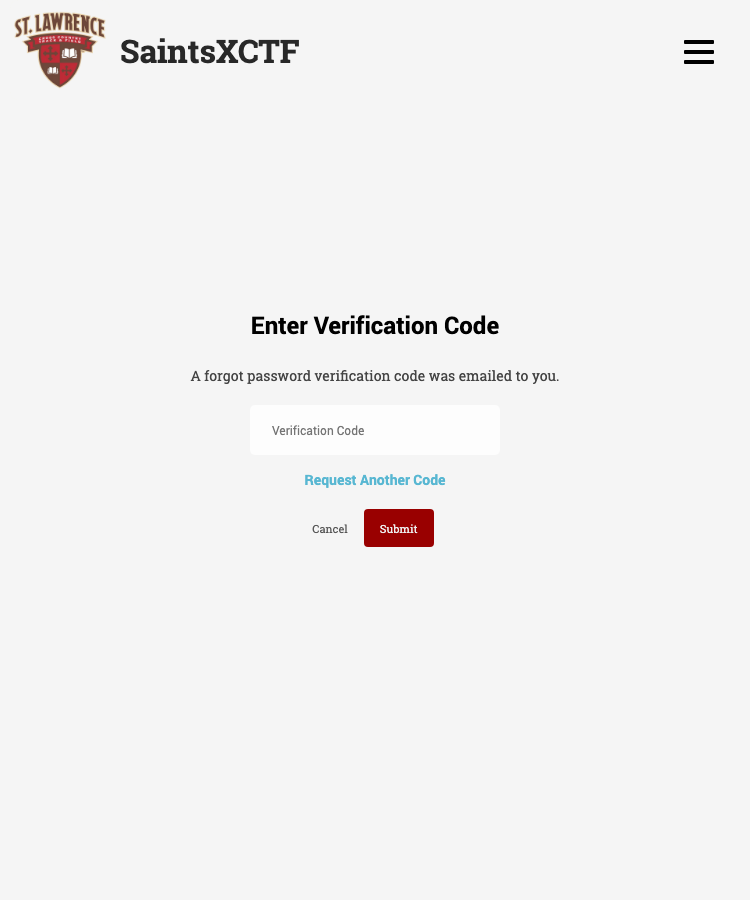 ST. LAWRENCE
SaintsXCTF
Enter Verification Code
A forgot password verification code was emailed to you.
Verification Code
Request Another Code
Cancel
Submit